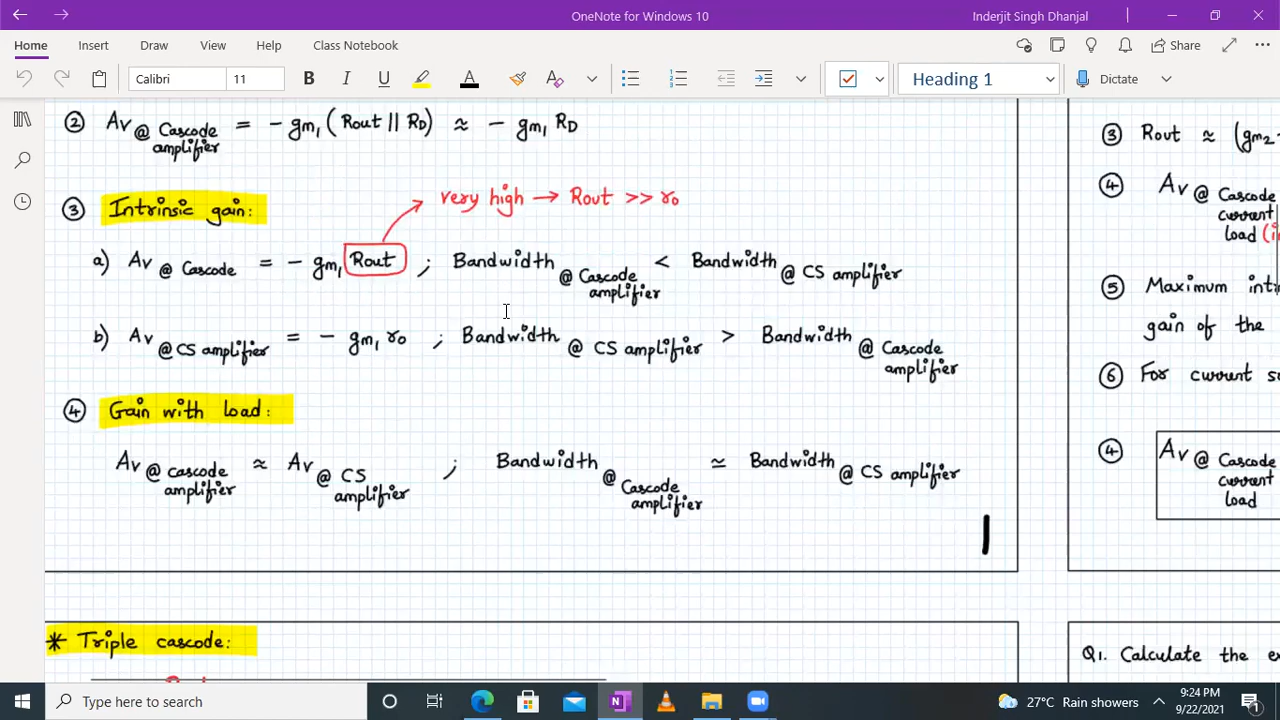 OneNote for Windows 10
Inderjit Singh Dhanjal
Home Insert Draw View Help Class Notebook
Share
Calibri 11 B I U A Heading 1 Dictate
② Av @ Cascode amplifier = - gm1 (Rout || RD) ≈ - gm1 RD
③ Intrinsic gain:
very high → Rout >> ro
a) Av @ Cascode = - gm1 Rout ; Bandwidth @ Cascode amplifier < Bandwidth @ CS amplifier
b) Av @ CS amplifier = - gm1 ro ; Bandwidth @ CS amplifier > Bandwidth @ Cascode amplifier
④ Gain with load:
Av @ cascode amplifier ≈ Av @ CS amplifier ; Bandwidth @ Cascode amplifier ≃ Bandwidth @ CS amplifier
* Triple cascode:
③ Rout ≈ (gm2
④ Av @ Cascode
current
load
⑤ Maximum
gain of the
⑥ For current
④ Av @ Cascode
current
load
Q1. Calculate the
Type here to search
27°C Rain showers
9:24 PM
9/22/2021